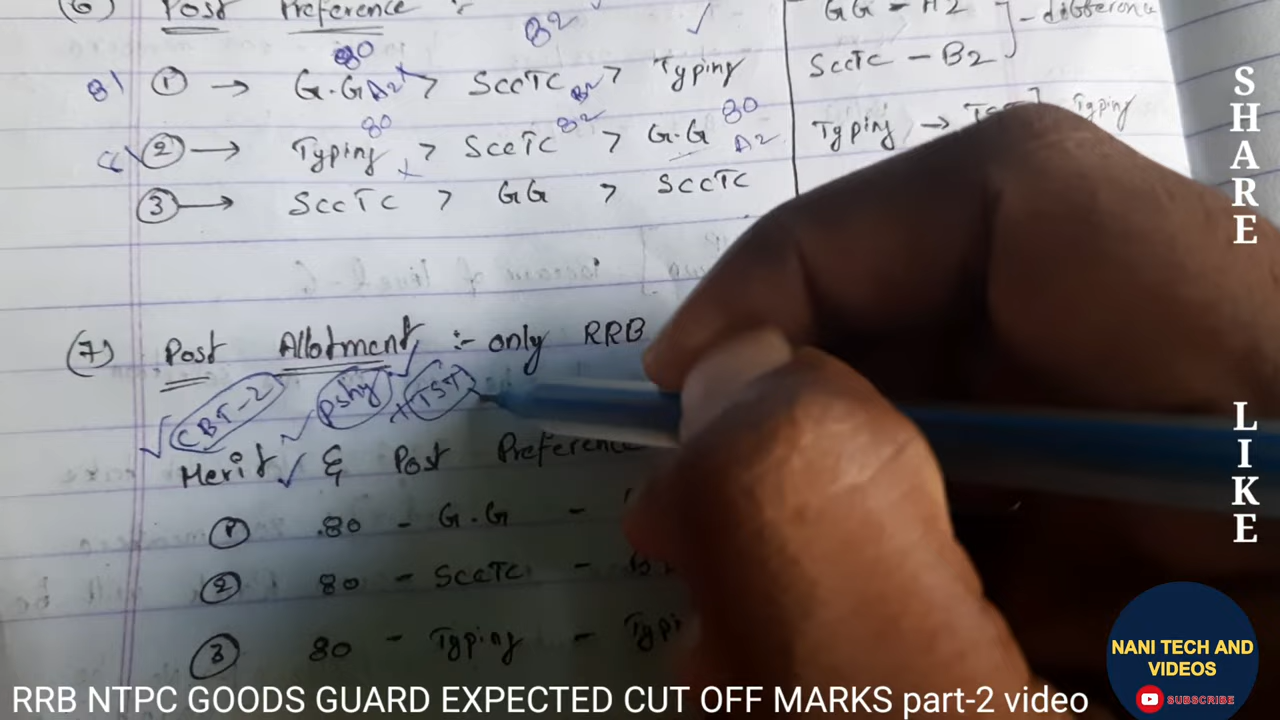 (6) Post Preference :-
80 B2 ✓
81 ① → G.G A2 > SccTC B2 > Typing
80 B2 80
② → Typing > SccTC > G.G A2
③ → SccTC > GG > SccTC
GG - A2
SccTC - B2 ] - difference
Typing → Typing
(7) Post Allotment :- only RRB
CBT-2 Pshy + TST
Merit & Post Preference
① 80 - G.G -
② 80 - SccTC -
③ 80 - Typing -
SHARE
LIKE
NANI TECH AND
VIDEOS
SUBSCRIBE
RRB NTPC GOODS GUARD EXPECTED CUT OFF MARKS part-2 video